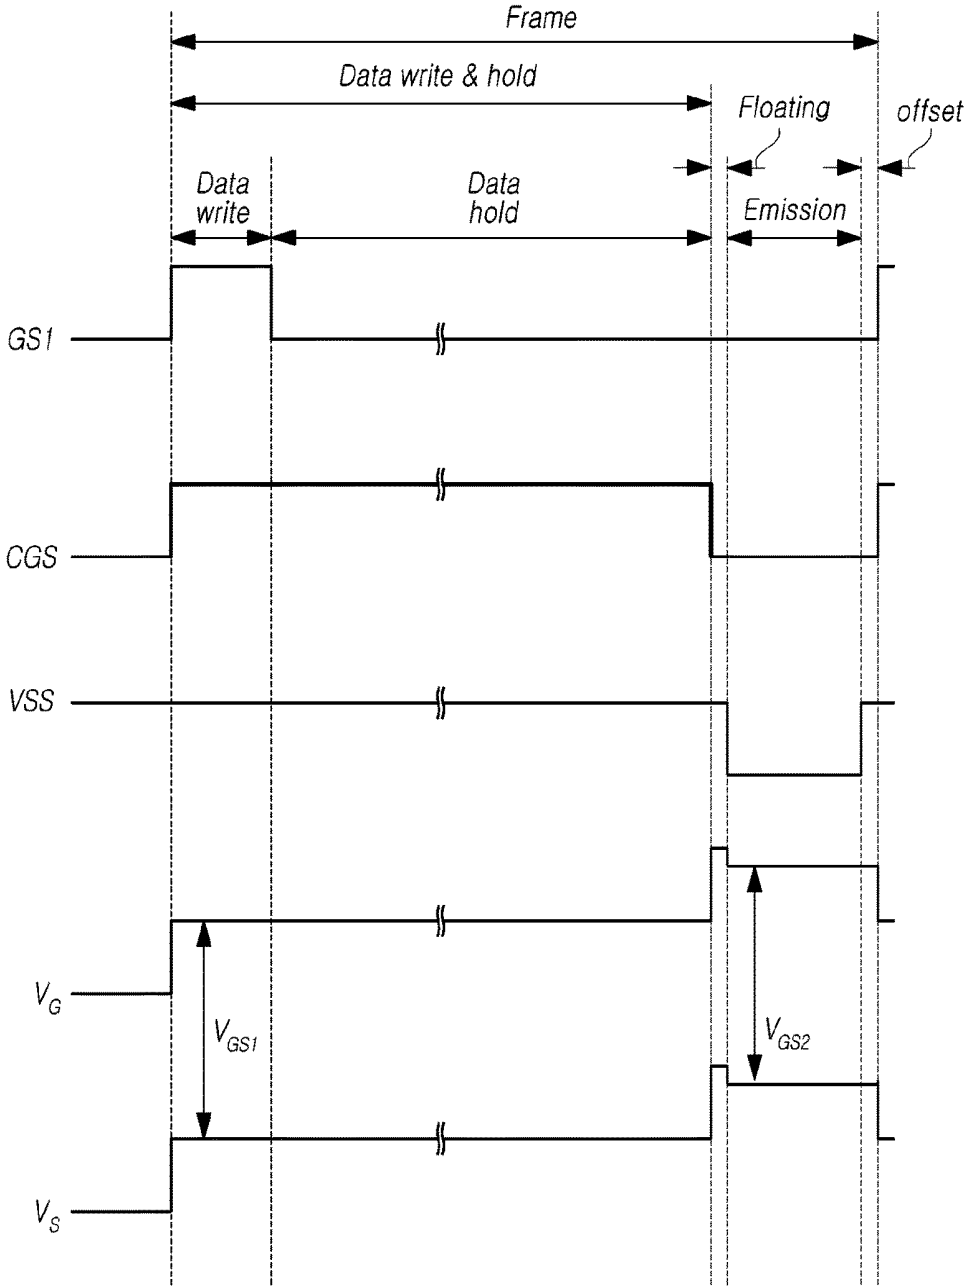 Frame
Data write & hold
Floating
offset
Data
write
Data
hold
Emission
GS1
CGS
VSS
VG
VGS1
VGS2
VS